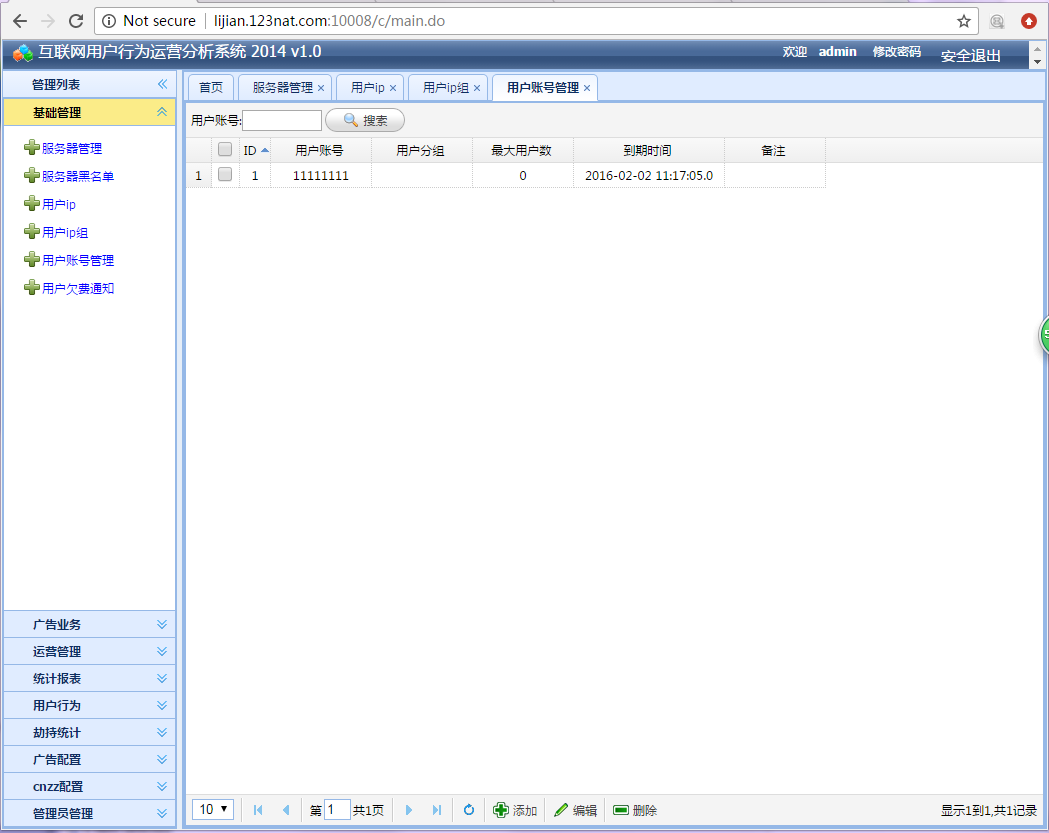 Not secure lijian.123nat.com:10008/c/main.do
互联网用户行为运营分析系统 2014 v1.0 欢迎 admin 修改密码 安全退出
管理列表
基础管理
服务器管理
服务器黑名单
用户ip
用户ip组
用户账号管理
用户欠费通知
广告业务
运营管理
统计报表
用户行为
劫持统计
广告配置
cnzz配置
管理员管理
首页 服务器管理 用户ip 用户ip组 用户账号管理
用户账号: 搜索
ID 用户账号 用户分组 最大用户数 到期时间 备注
1 1 11111111 0 2016-02-02 11:17:05.0
10 第 1 共1页 添加 编辑 删除 显示1到1,共1记录